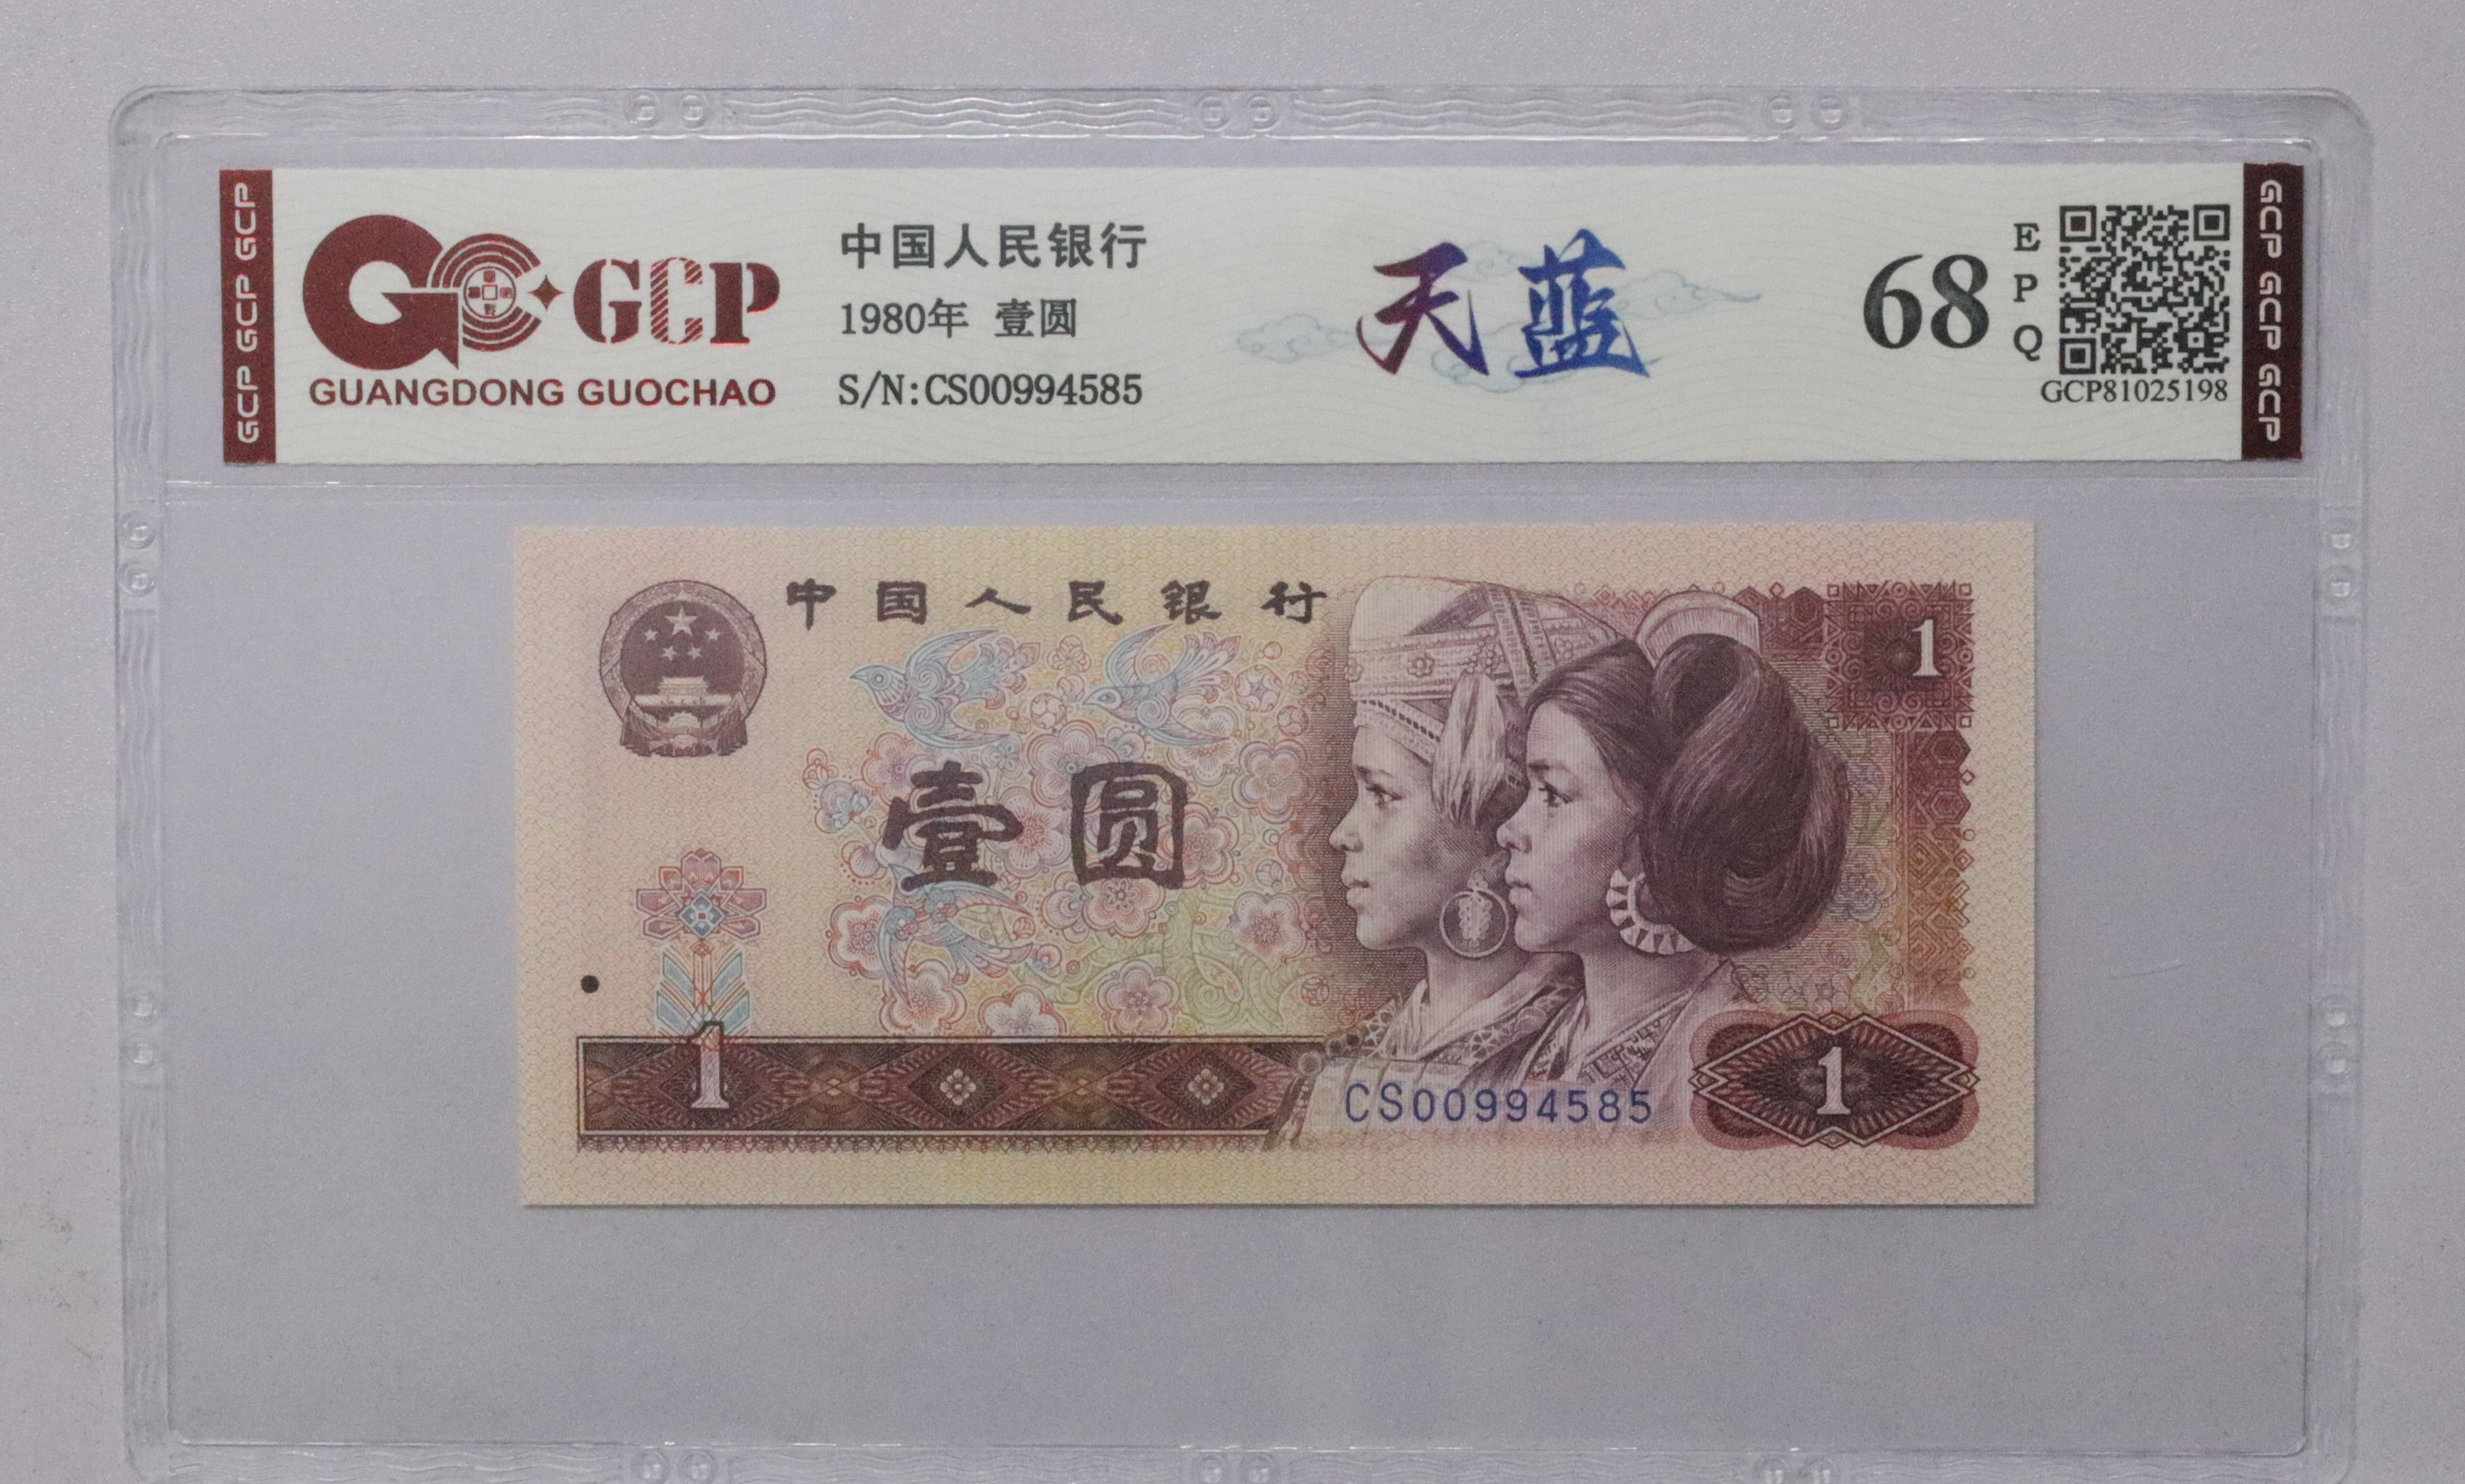 GCP GCP GCP
GCP
GUANGDONG GUOCHAO
中国人民银行
1980年 壹圆
S/N:CS00994585
天蓝
68
EPQ
GCP81025198
GCP GCP GCP
中国人民银行
1
壹圆
1
CS00994585
1